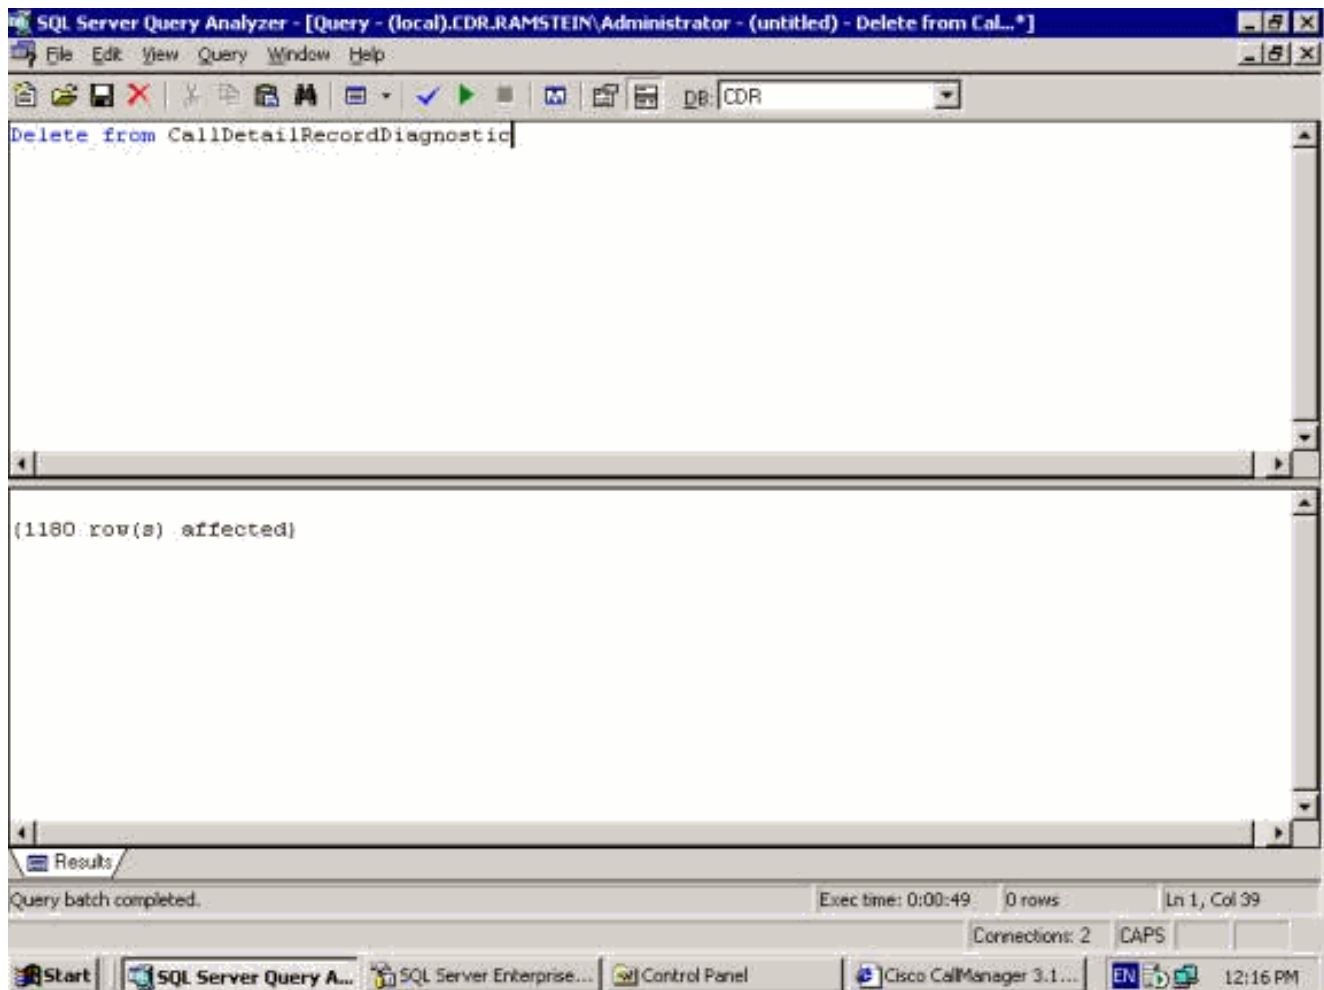 SQL Server Query Analyzer - [Query - (local).CDR.RAMSTEIN\Administrator - (untitled) - Delete from Cal...*]
File Edit View Query Window Help
DB: CDR
Delete from CallDetailRecordDiagnostic
(1180 row(s) affected)
Results
Query batch completed. Exec time: 0:00:49 0 rows Ln 1, Col 39
Connections: 2 CAPS
Start SQL Server Query A... SQL Server Enterprise... Control Panel Cisco CallManager 3.1.... EN 12:16 PM